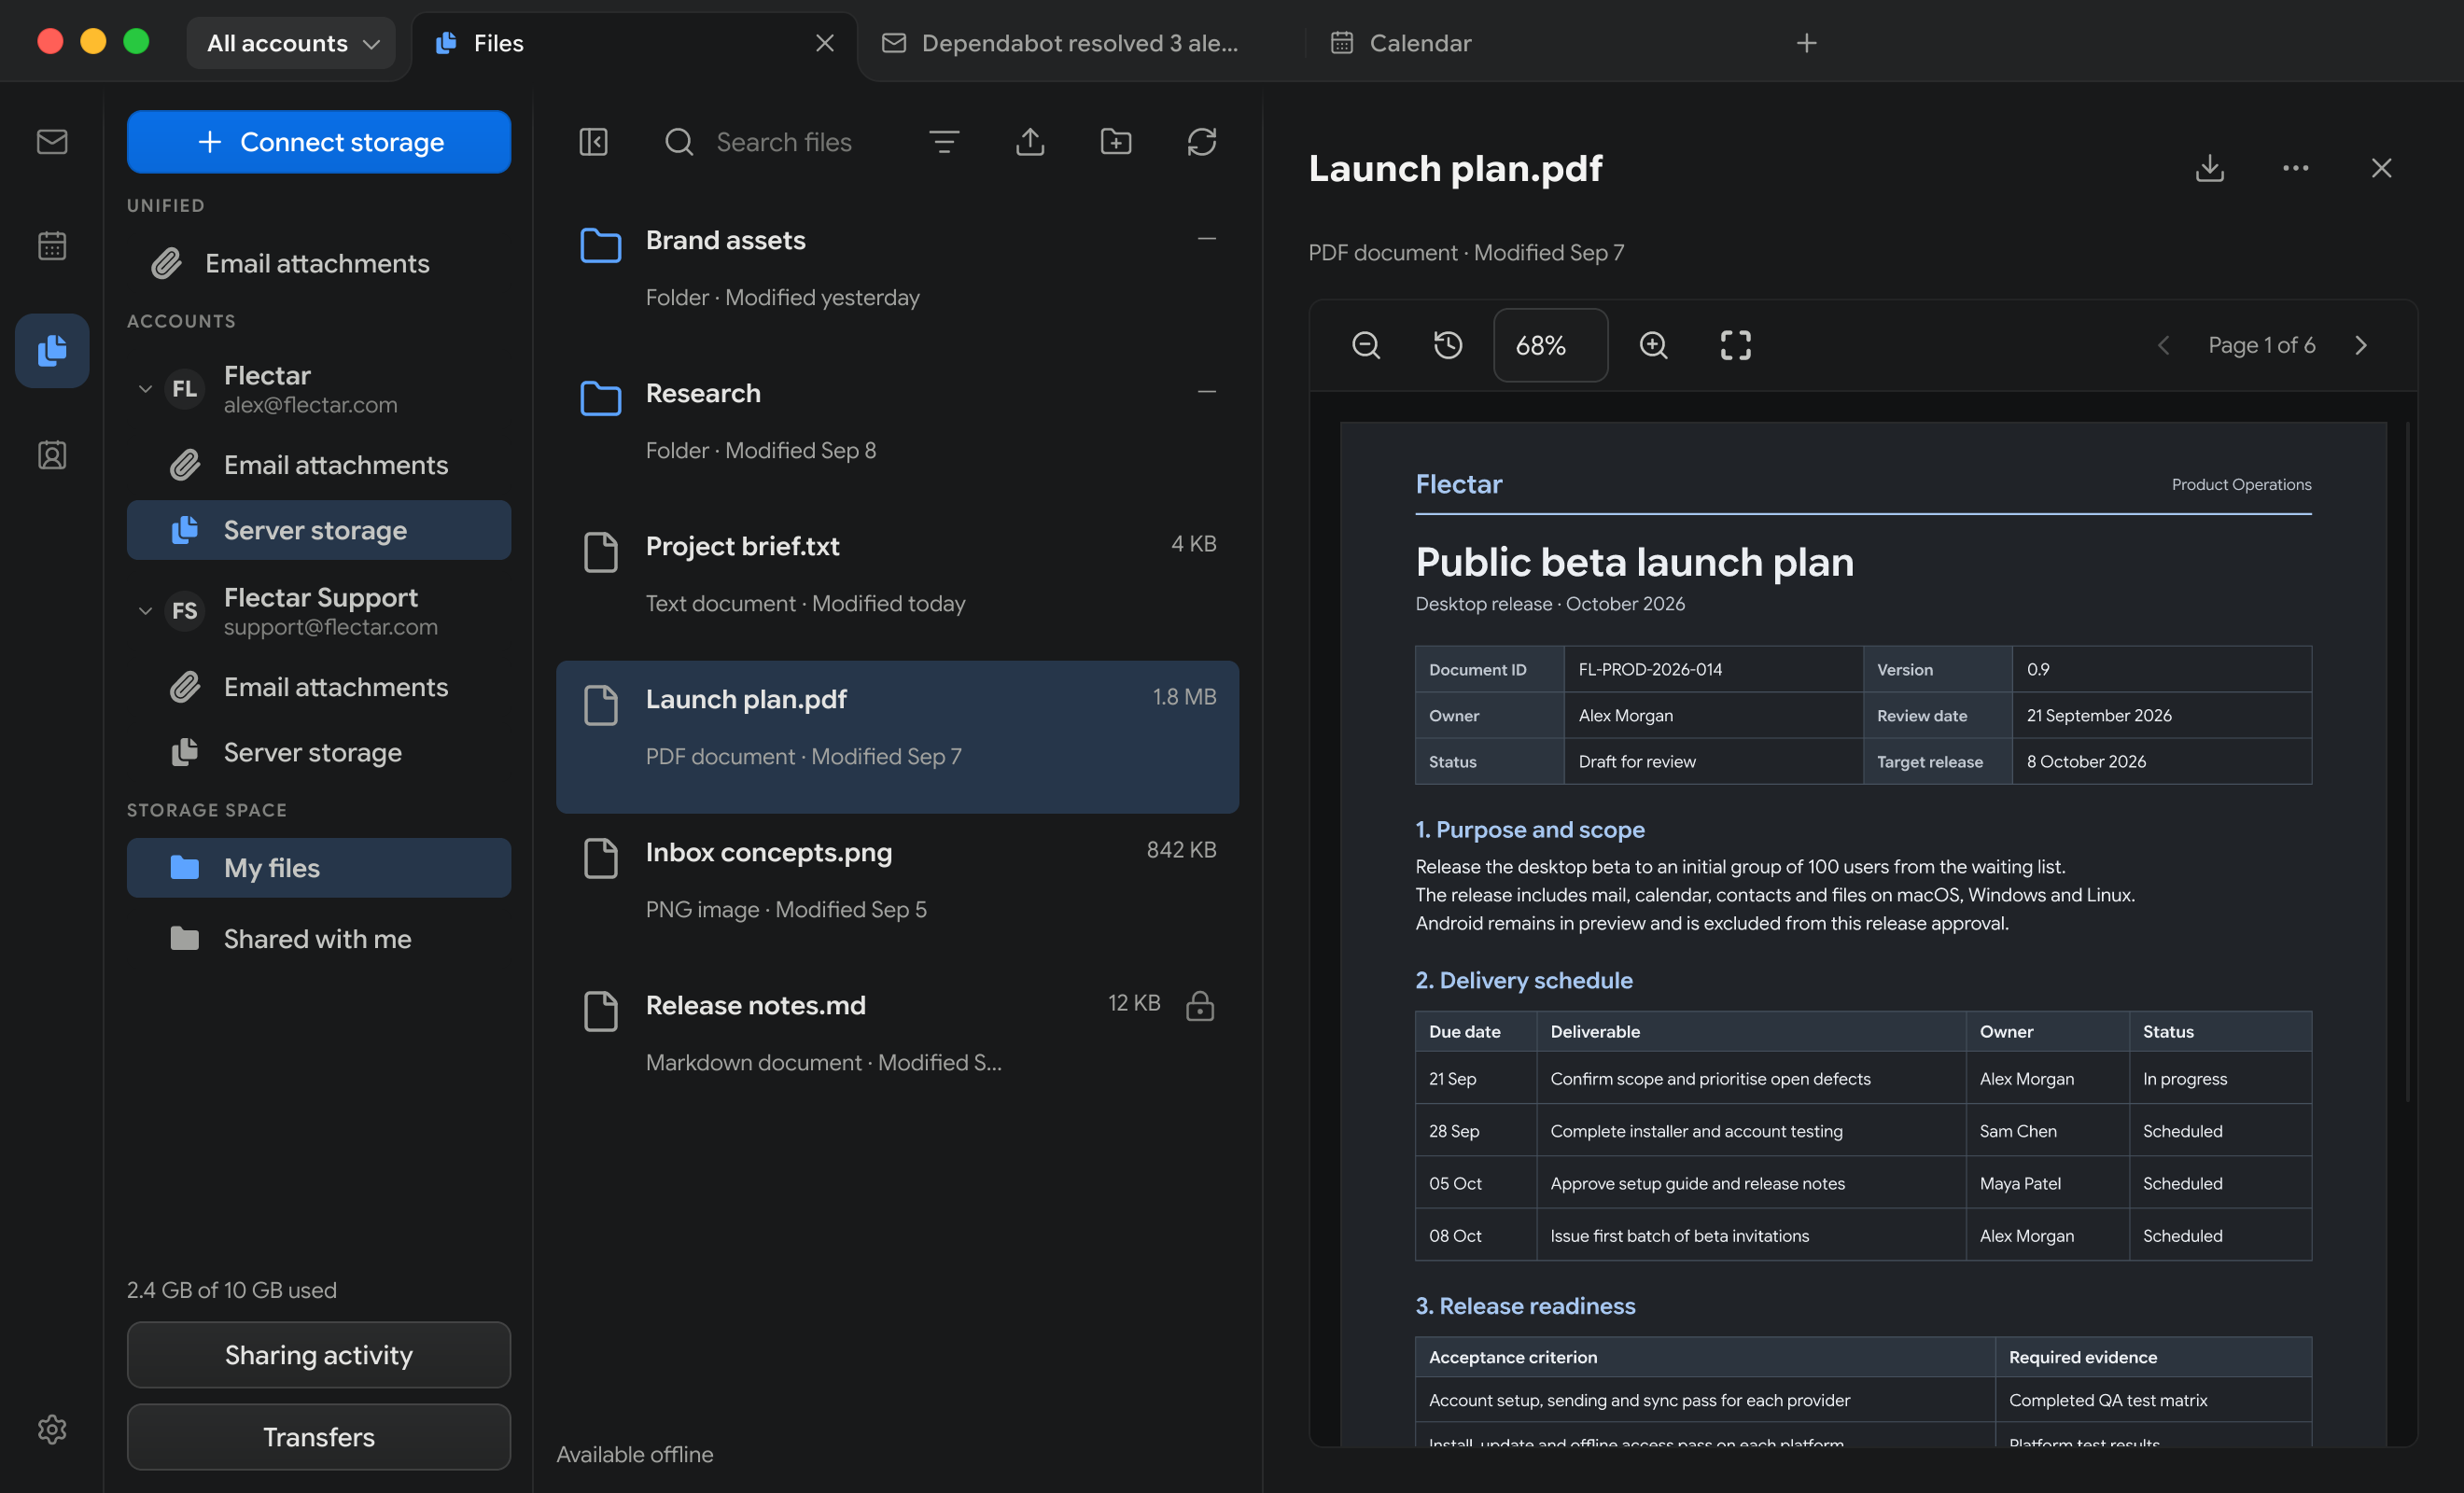 All accounts
Files
Dependabot resolved 3 ale...
Calendar
Connect storage
UNIFIED
Email attachments
ACCOUNTS
FL
Flectar
alex@flectar.com
Email attachments
Server storage
FS
Flectar Support
support@flectar.com
Email attachments
Server storage
STORAGE SPACE
My files
Shared with me
2.4 GB of 10 GB used
Sharing activity
Transfers
Search files
Brand assets
Folder · Modified yesterday
Research
Folder · Modified Sep 8
Project brief.txt 4 KB
Text document · Modified today
Launch plan.pdf 1.8 MB
PDF document · Modified Sep 7
Inbox concepts.png 842 KB
PNG image · Modified Sep 5
Release notes.md 12 KB
Markdown document · Modified S...
Available offline
Launch plan.pdf
PDF document · Modified Sep 7
68%
Page 1 of 6
Flectar Product Operations
Public beta launch plan
Desktop release · October 2026
Document ID FL-PROD-2026-014 Version 0.9
Owner Alex Morgan Review date 21 September 2026
Status Draft for review Target release 8 October 2026
1. Purpose and scope
Release the desktop beta to an initial group of 100 users from the waiting list.
The release includes mail, calendar, contacts and files on macOS, Windows and Linux.
Android remains in preview and is excluded from this release approval.
2. Delivery schedule
Due date Deliverable Owner Status
21 Sep Confirm scope and prioritise open defects Alex Morgan In progress
28 Sep Complete installer and account testing Sam Chen Scheduled
05 Oct Approve setup guide and release notes Maya Patel Scheduled
08 Oct Issue first batch of beta invitations Alex Morgan Scheduled
3. Release readiness
Acceptance criterion Required evidence
Account setup, sending and sync pass for each provider Completed QA test matrix
Install, update and offline access pass on each platform Platform test results